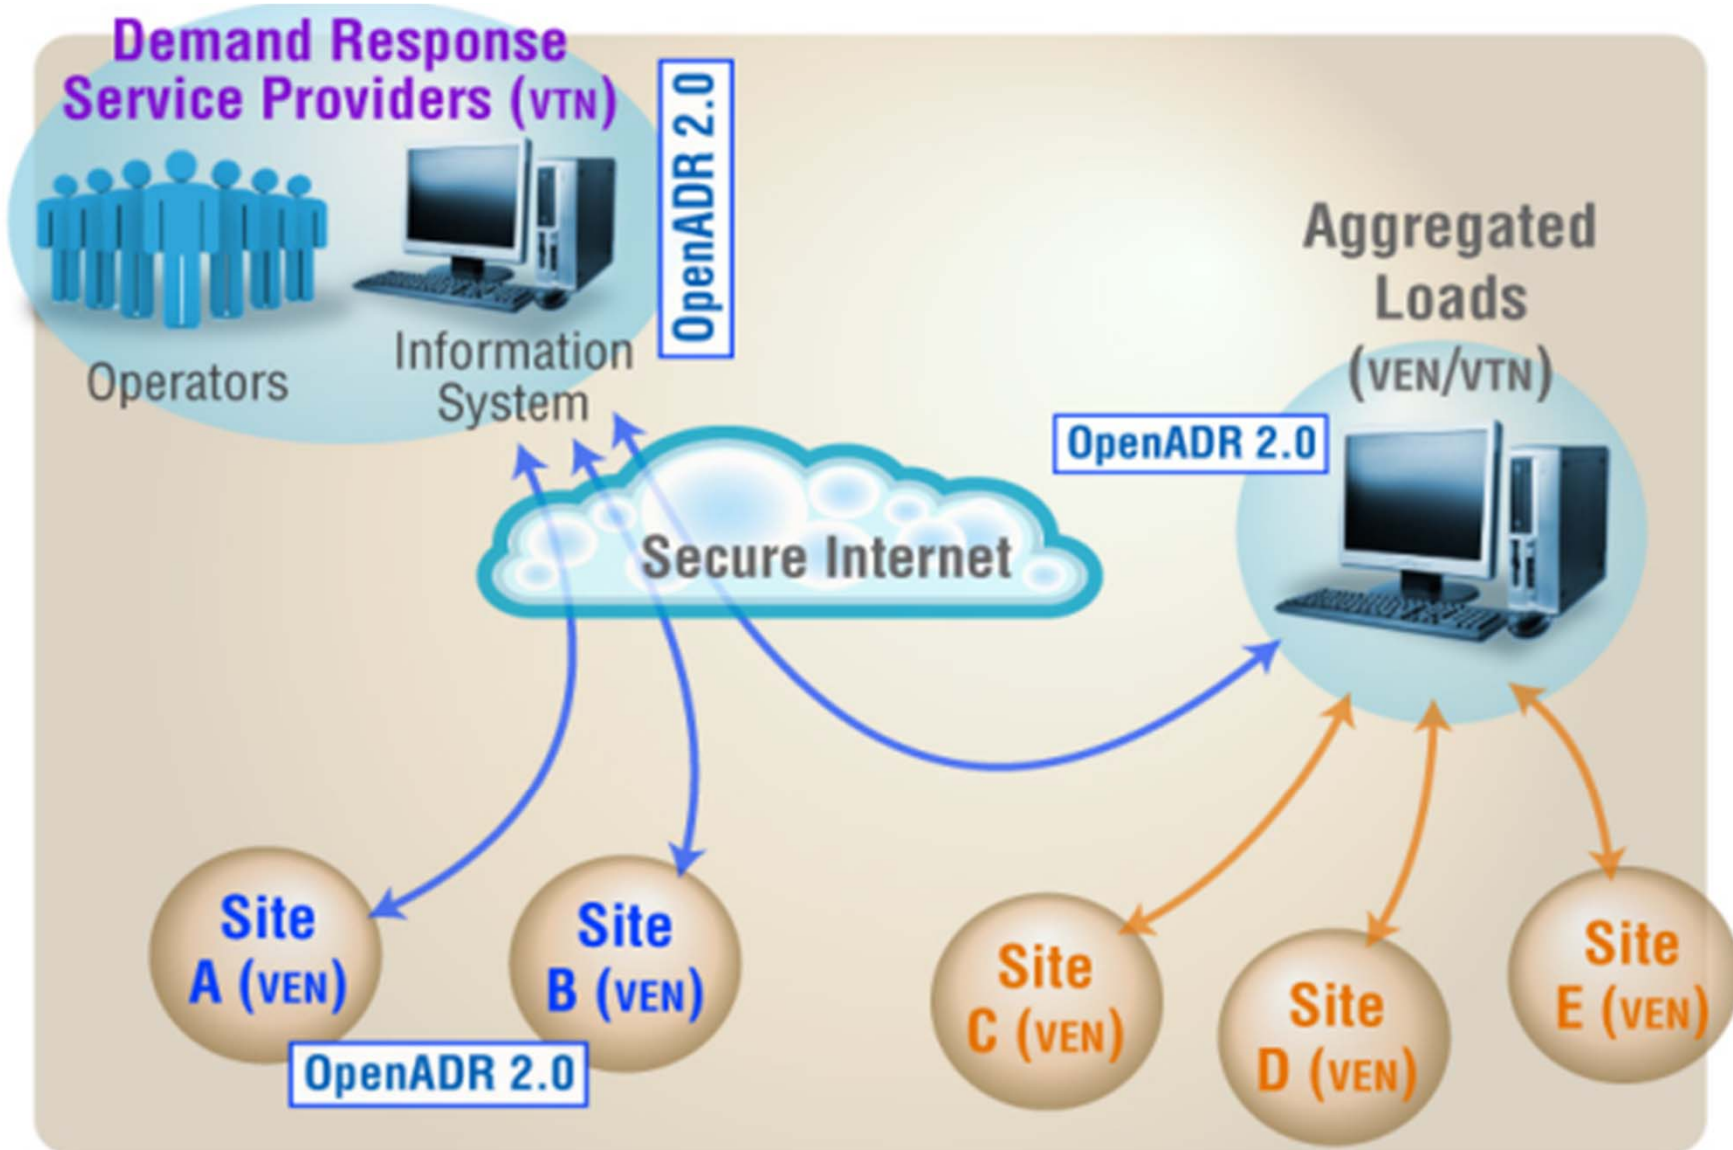 Demand Response
Service Providers (VTN)
OpenADR 2.0
Operators
Information
System
Aggregated
Loads
(VEN/VTN)
OpenADR 2.0
Secure Internet
Site
A (VEN)
Site
B (VEN)
OpenADR 2.0
Site
C (VEN)
Site
D (VEN)
Site
E (VEN)